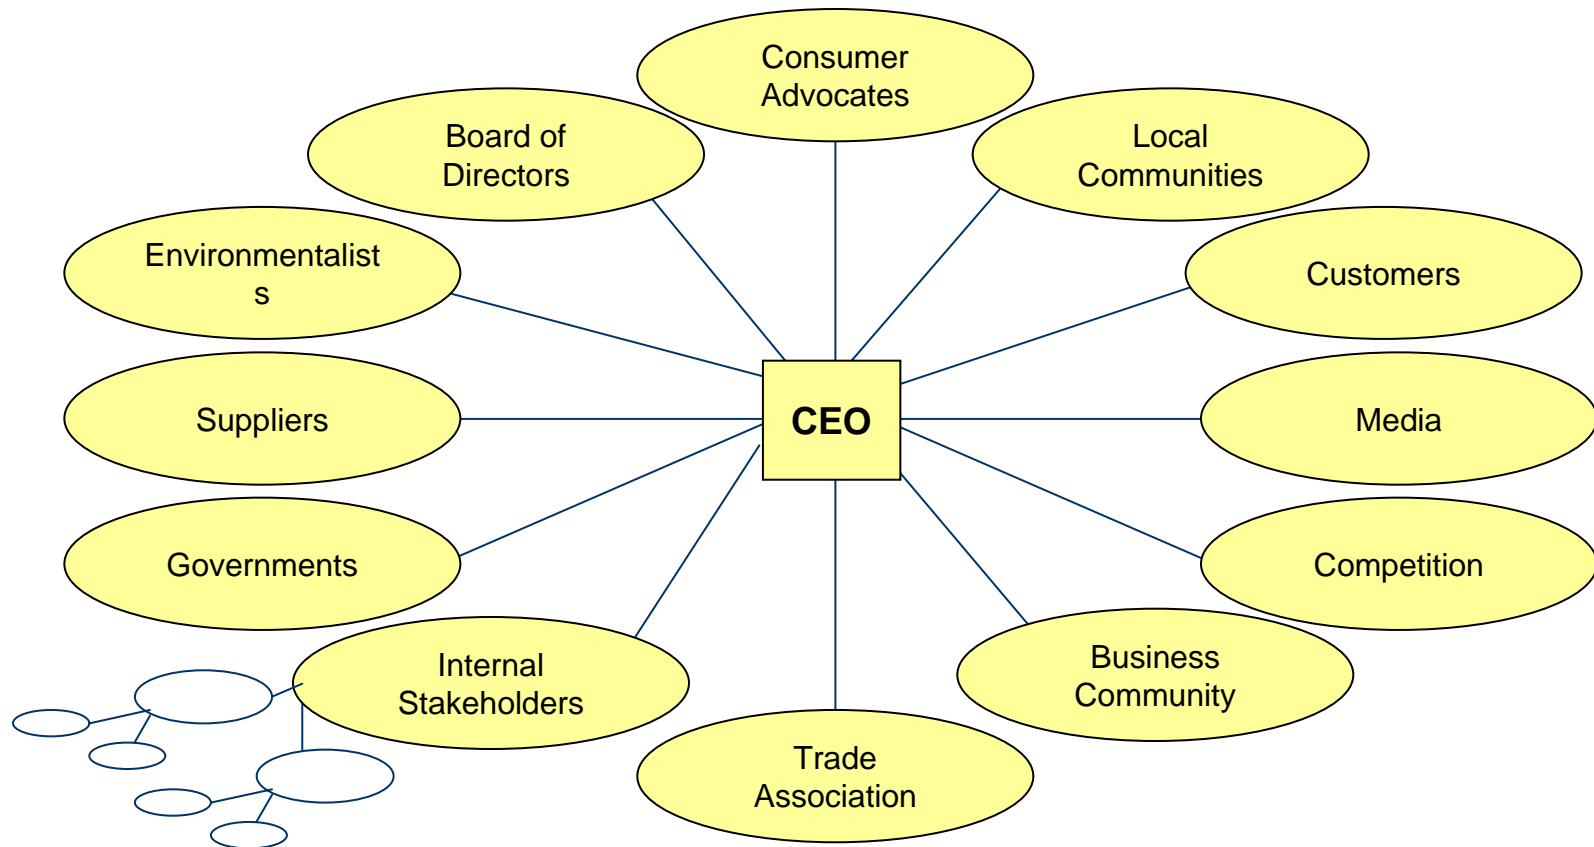 Consumer
Advocates
Board of
Directors
Local
Communities
Environmentalist
s
Customers
Suppliers
CEO
Media
Governments
Competition
Internal
Stakeholders
Business
Community
Trade
Association